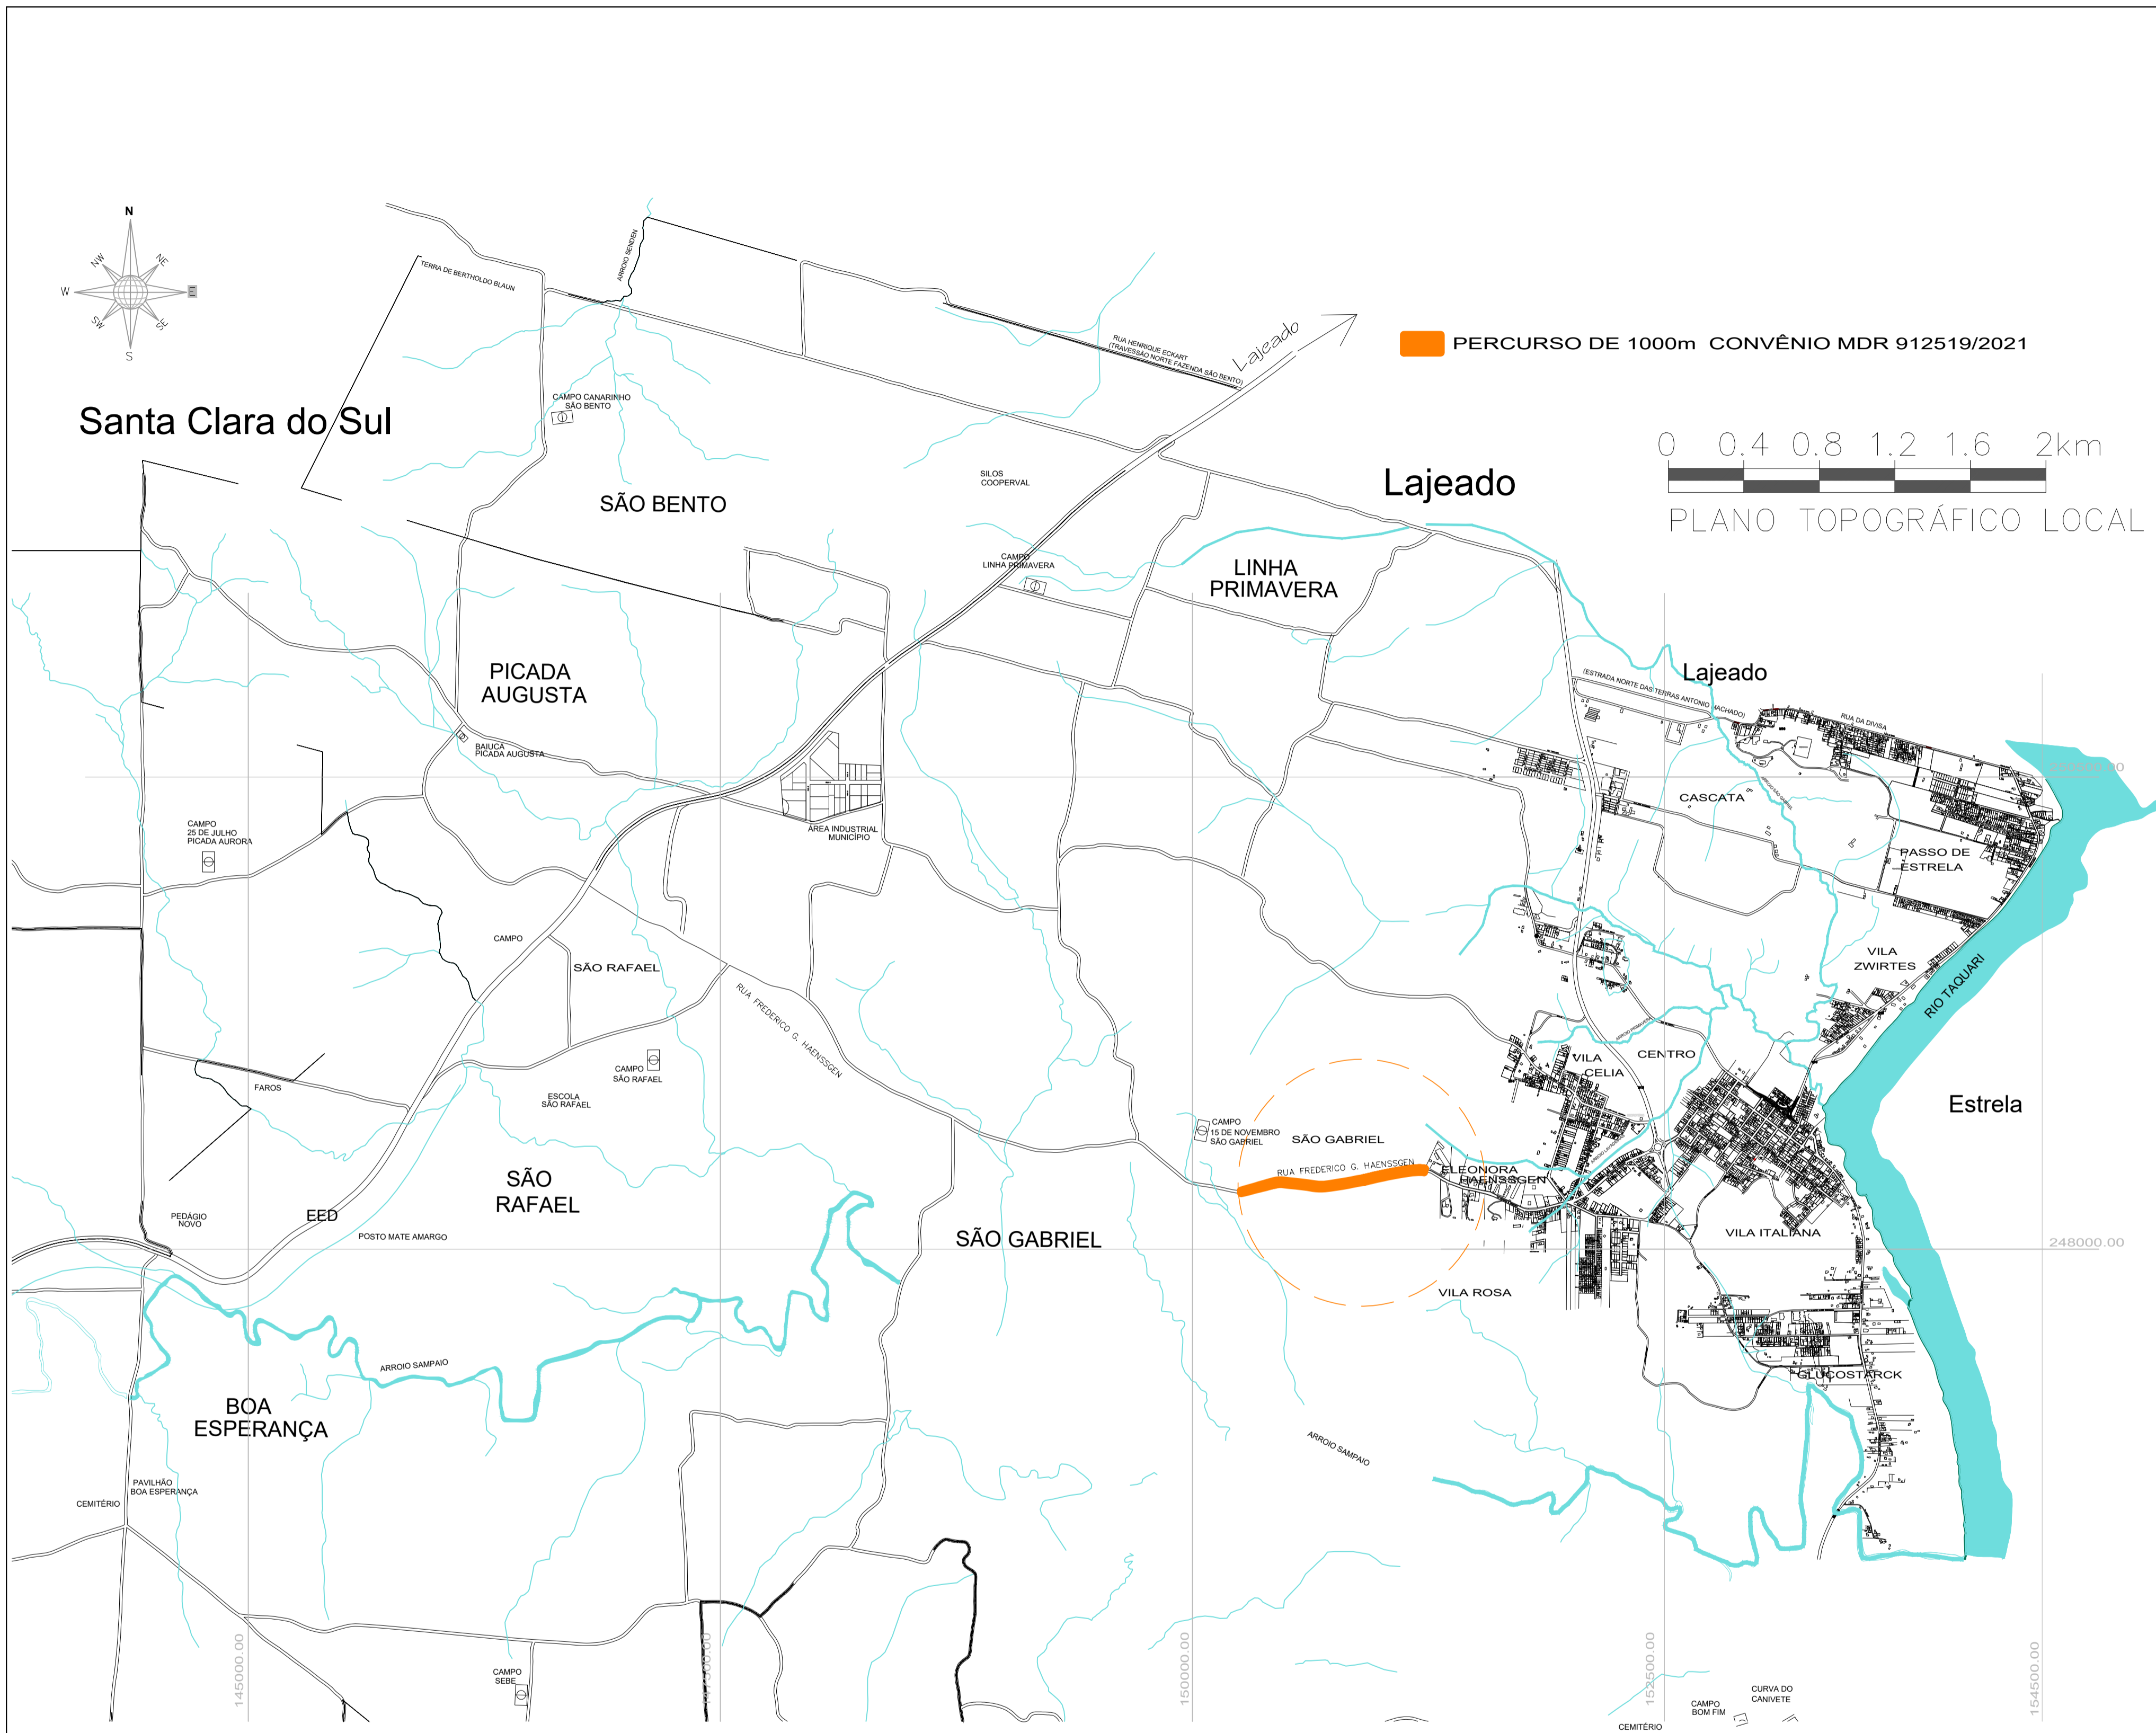 N
NW
NE
W
E
SW
SE
S
TERRA DE BERTHOLDO BLAUN
ARROIO SENDEN
RUA HENRIQUE ECKART
(TRAVESSÃO NORTE FAZENDA SÃO BENTO)
Lajeado
PERCURSO DE 1000m CONVÊNIO MDR 912519/2021
0 0.4 0.8 1.2 1.6 2km
PLANO TOPOGRÁFICO LOCAL
Santa Clara do Sul
CAMPO CANARINHO
SÃO BENTO
SÃO BENTO
SILOS
COOPERVAL
Lajeado
CAMPO
LINHA PRIMAVERA
LINHA
PRIMAVERA
PICADA
AUGUSTA
BAIUCA
PICADA AUGUSTA
Lajeado
(ESTRADA NORTE DAS TERRAS ANTONIO MACHADO)
RUA DA DIVISA
CASCATA
PASSO DE
ESTRELA
CAMPO
25 DE JULHO
PICADA AURORA
ÁREA INDUSTRIAL
MUNICÍPIO
CAMPO
SÃO RAFAEL
RUA FREDERICO G. HAENSSGEN
VILA
ZWIRTES
RIO TAQUARI
ARROIO PRIMAVERA
CENTRO
VILA
CELIA
CAMPO
SÃO RAFAEL
ESCOLA
SÃO RAFAEL
FAROS
Estrela
CAMPO
15 DE NOVEMBRO
SÃO GABRIEL
SÃO GABRIEL
RUA FREDERICO G. HAENSSGEN
ELEONORA
HAENSSGEN
SÃO
RAFAEL
PEDÁGIO
NOVO
EED
POSTO MATE AMARGO
SÃO GABRIEL
VILA ITALIANA
248000.00
VILA ROSA
ARROIO SAMPAIO
GLUCOSTARCK
BOA
ESPERANÇA
ARROIO SAMPAIO
PAVILHÃO
BOA ESPERANÇA
CEMITÉRIO
145000.00
150000.00
152500.00
154500.00
CAMPO
SEBE
CAMPO
BOM FIM
CURVA DO
CANIVETE
CEMITÉRIO